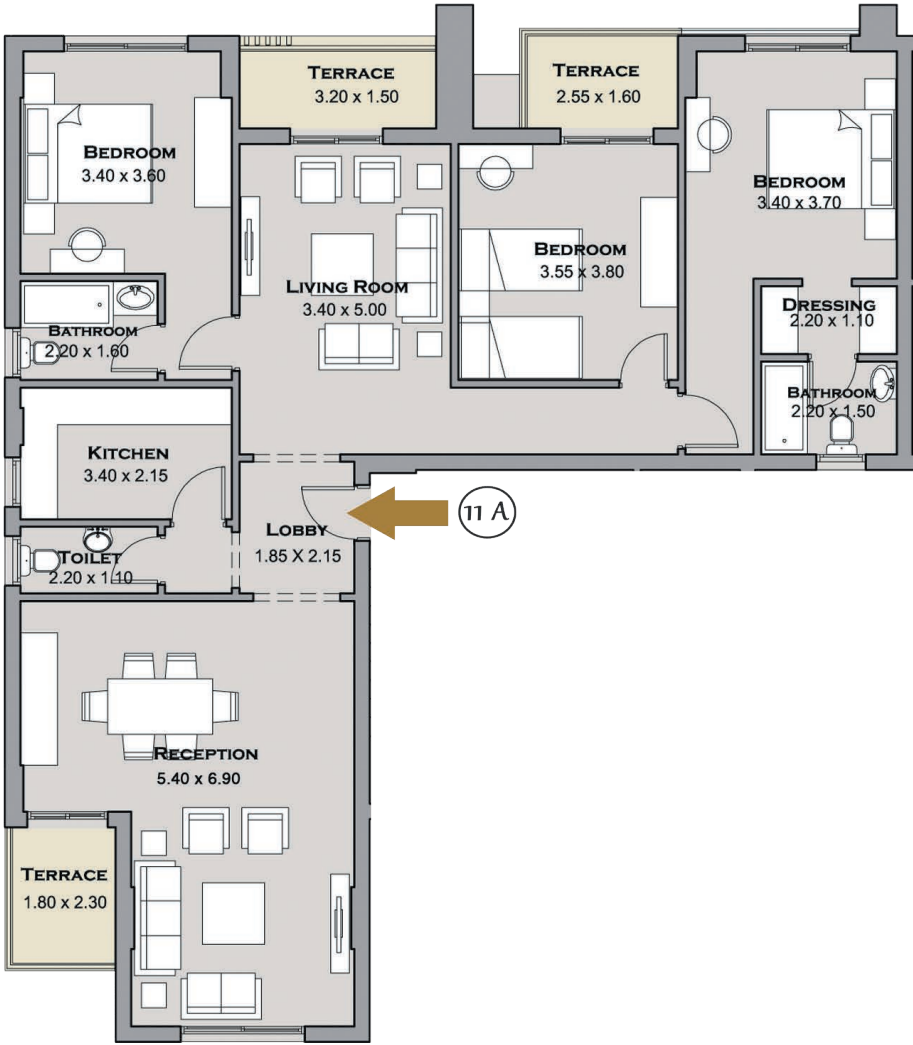 TERRACE
3.20 x 1.50
TERRACE
2.55 x 1.60
BEDROOM
3.40 x 3.60
BEDROOM
3.40 x 3.70
BEDROOM
3.55 x 3.80
LIVING ROOM
3.40 x 5.00
DRESSING
2.20 x 1.10
BATHROOM
2.20 x 1.60
BATHROOM
2.20 x 1.50
KITCHEN
3.40 x 2.15
11 A
LOBBY
1.85 X 2.15
TOILET
2.20 x 1.10
RECEPTION
5.40 x 6.90
TERRACE
1.80 x 2.30